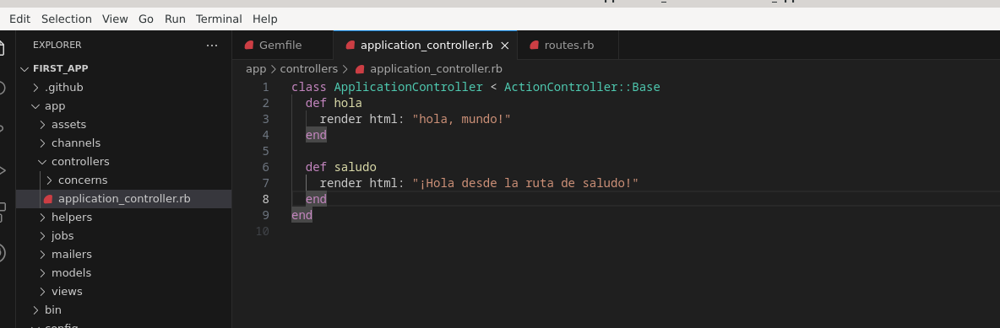 Edit Selection View Go Run Terminal Help
EXPLORER ...
Gemfile application_controller.rb × routes.rb
FIRST_APP
.github
app
assets
channels
controllers
concerns
application_controller.rb
helpers
jobs
mailers
models
views
bin
config
app > controllers > application_controller.rb
1 class ApplicationController < ActionController::Base
2 def hola
3 render html: "hola, mundo!"
4 end
5
6 def saludo
7 render html: "¡Hola desde la ruta de saludo!"
8 end
9 end
10